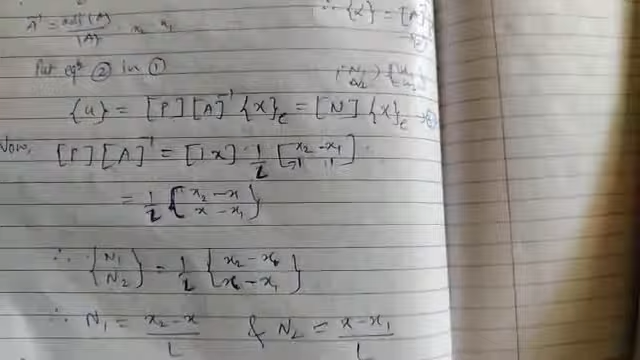 A⁻¹ = adj(A) / |A|
∴ {α} = [A]⁻¹
Put eqⁿ ② in ①
{u} = [P][A]⁻¹{x}e = [N]{x}e
Now, [P][A]⁻¹ = [1 x] 1/L [x₂ -x₁ / -1 1]
= 1/L {x₂-x / x-x₁}
∴ {N₁ / N₂} = 1/L {x₂-x / x-x₁}
∴ N₁ = x₂-x / L & N₂ = x-x₁ / L